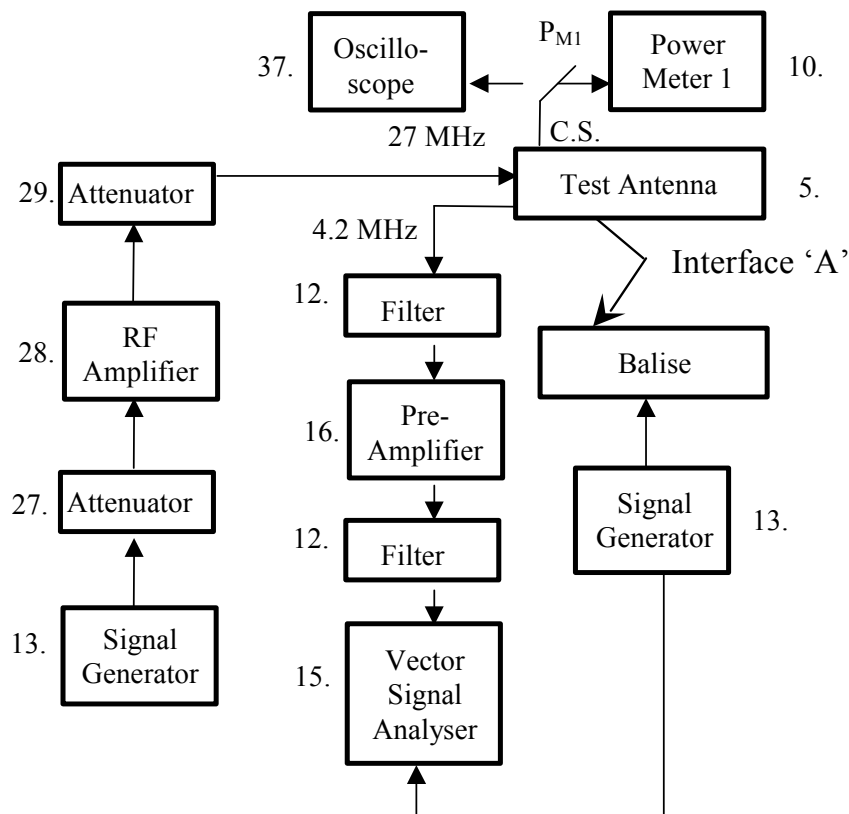 37.
Oscillo-
scope
P_M1
Power
Meter 1
10.
27 MHz
C.S.
29.
Attenuator
Test Antenna
5.
4.2 MHz
Interface ‘A’
12.
Filter
28.
RF
Amplifier
Balise
16.
Pre-
Amplifier
27.
Attenuator
Signal
Generator
13.
12.
Filter
13.
Signal
Generator
15.
Vector
Signal
Analyser